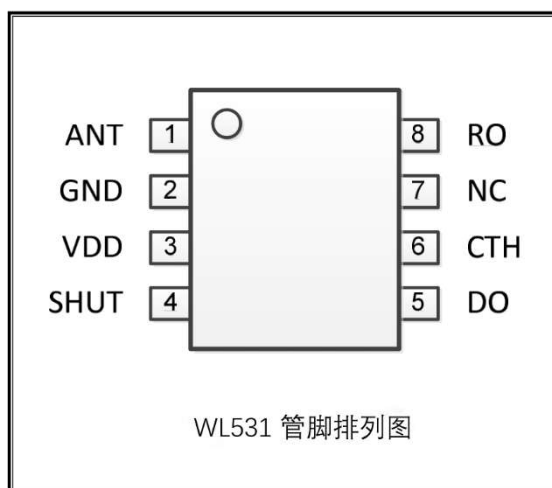 ANT 1 8 RO
GND 2 7 NC
VDD 3 6 CTH
SHUT 4 5 DO
WL531 管脚排列图